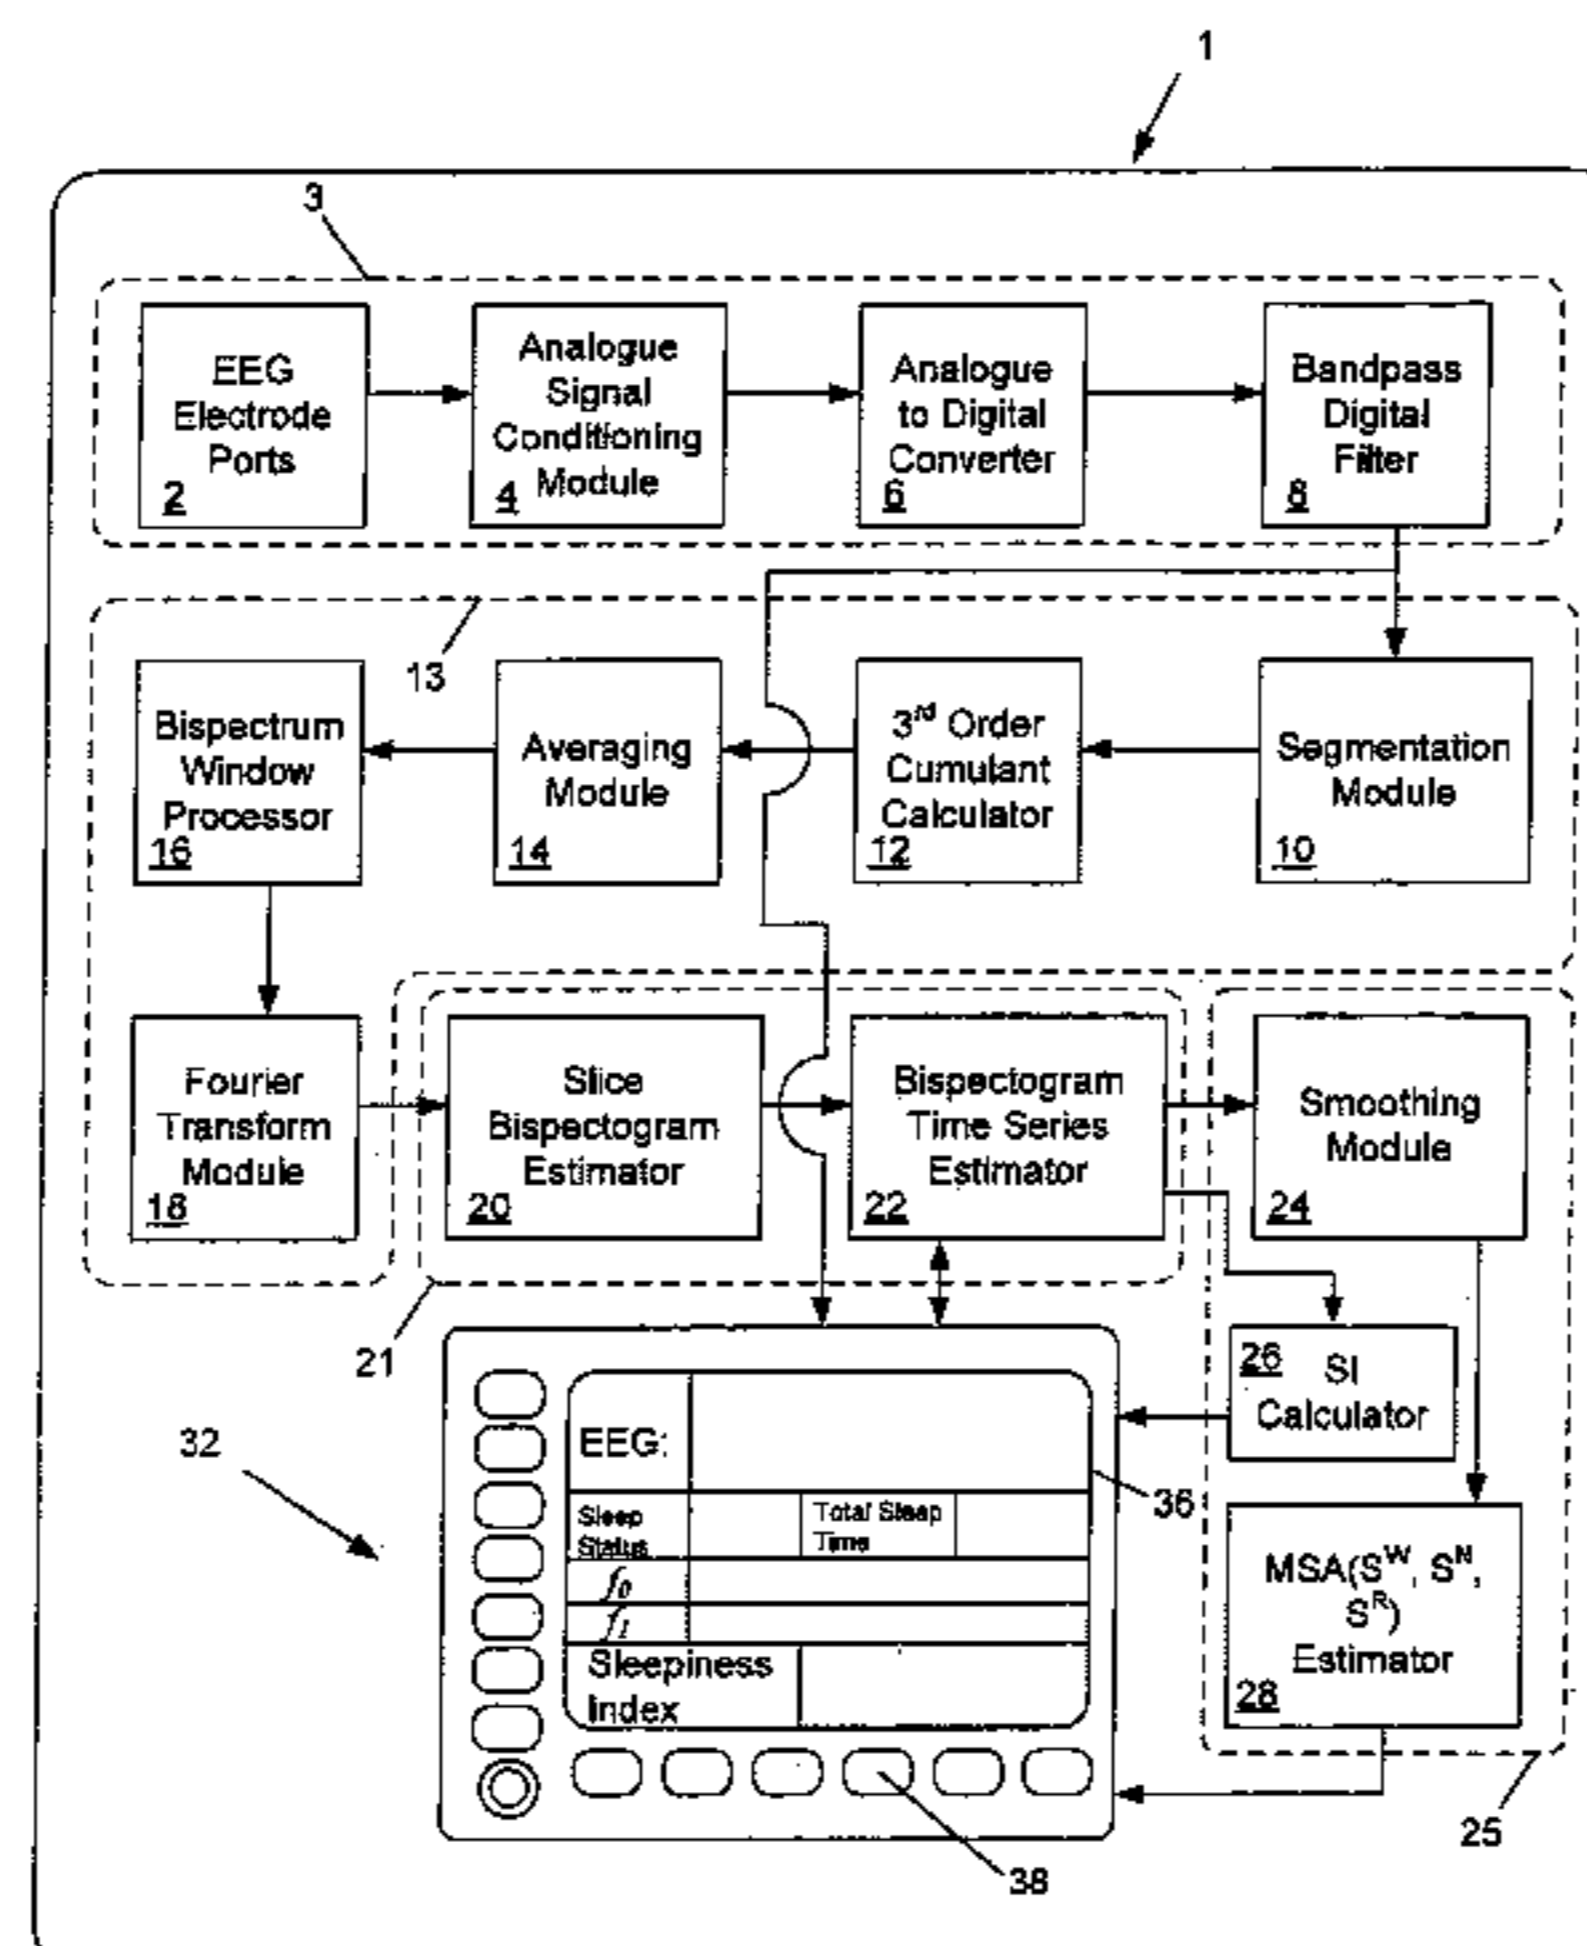 1
3
EEG
Electrode
Ports
2
Analogue
Signal
Conditioning
Module
4
Analogue
to Digital
Converter
6
Bandpass
Digital
Filter
8
13
Bispectrum
Window
Processor
16
Averaging
Module
14
3rd Order
Cumulant
Calculator
12
Segmentation
Module
10
Fourier
Transform
Module
18
Slice
Bispectogram
Estimator
20
Bispectogram
Time Series
Estimator
22
Smoothing
Module
24
21
26
SI
Calculator
32
EEG:
36
Sleep
Status
Total Sleep
Time
f0
f1
Sleepiness
Index
MSA(SW, SN,
SR)
Estimator
28
25
38